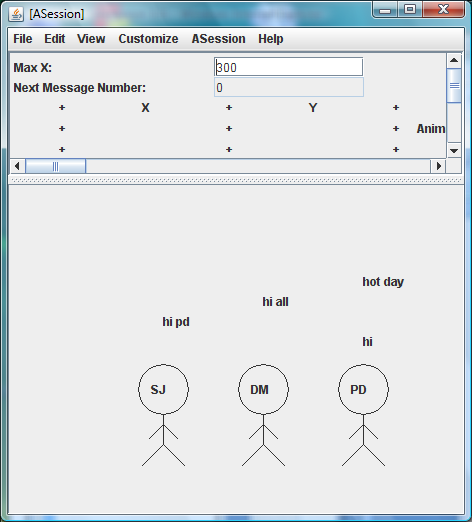 [ASession]
File Edit View Customize ASession Help
Max X: 300
Next Message Number: 0
+ X + Y +
+ + + Anim
+ + +
hot day
hi all
hi pd
hi
SJ DM PD